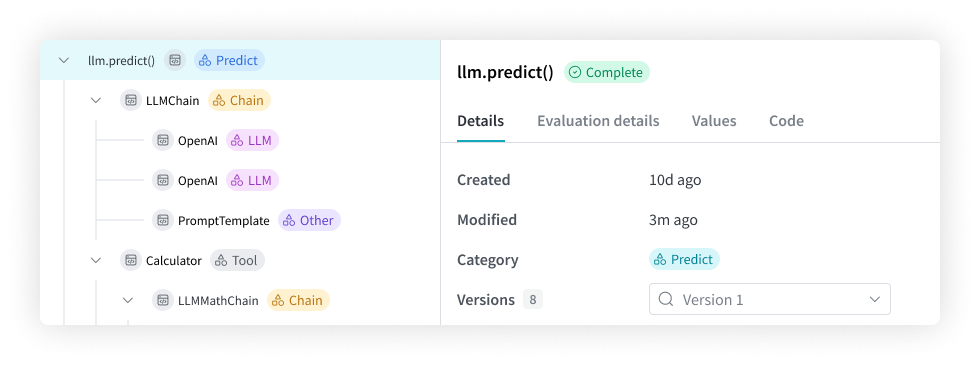 llm.predict() Predict
LLMChain Chain
OpenAI LLM
OpenAI LLM
PromptTemplate Other
Calculator Tool
LLMMathChain Chain
llm.predict() Complete
Details Evaluation details Values Code
Created 10d ago
Modified 3m ago
Category Predict
Versions 8 Version 1